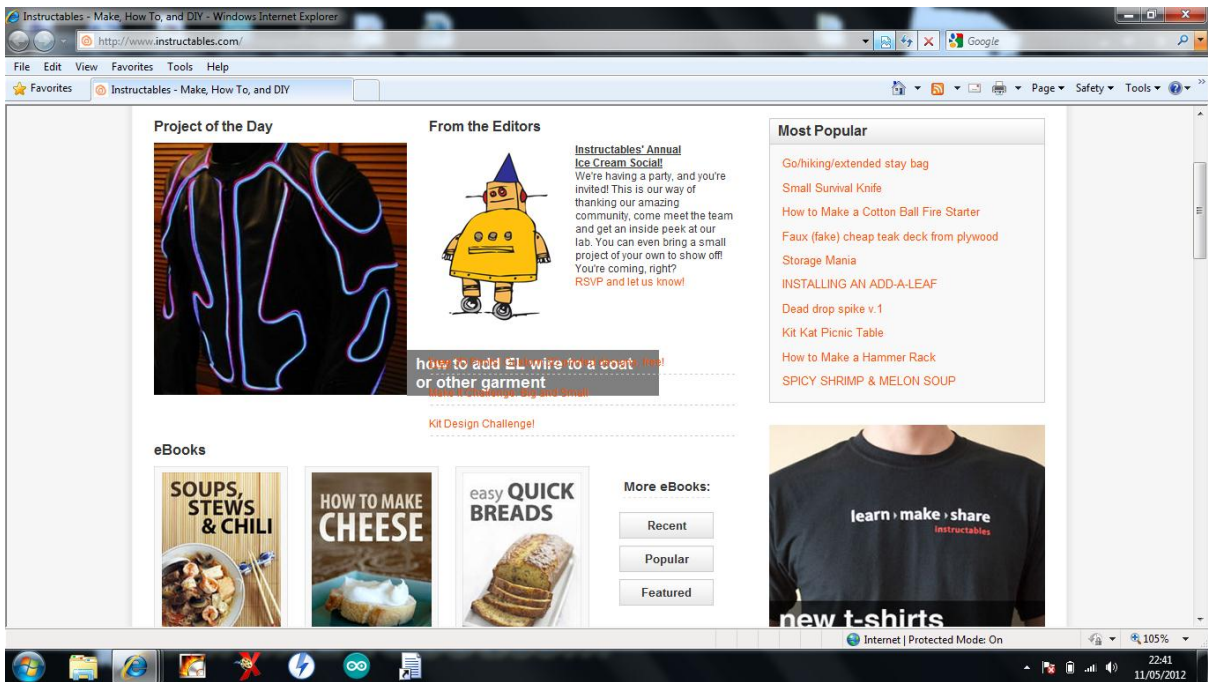 Instructables - Make, How To, and DIY - Windows Internet Explorer
http://www.instructables.com/
Google
File Edit View Favorites Tools Help
Favorites
Instructables - Make, How To, and DIY
Page Safety Tools
Project of the Day
how to add EL wire to a coat
or other garment
From the Editors
Instructables' Annual
Ice Cream Social!
We're having a party, and you're
invited! This is our way of
thanking our amazing
community, come meet the team
and get an inside peek at our
lab. You can even bring a small
project of your own to show off!
You're coming, right?
RSVP and let us know!
Kit Design Challenge!
Most Popular
Go/hiking/extended stay bag
Small Survival Knife
How to Make a Cotton Ball Fire Starter
Faux (fake) cheap teak deck from plywood
Storage Mania
INSTALLING AN ADD-A-LEAF
Dead drop spike v.1
Kit Kat Picnic Table
How to Make a Hammer Rack
SPICY SHRIMP & MELON SOUP
eBooks
SOUPS,
STEWS
& CHILI
HOW TO MAKE
CHEESE
easy QUICK
BREADS
More eBooks:
Recent
Popular
Featured
learn › make › share
instructables
new t-shirts
Internet | Protected Mode: On
105%
22:41
11/05/2012